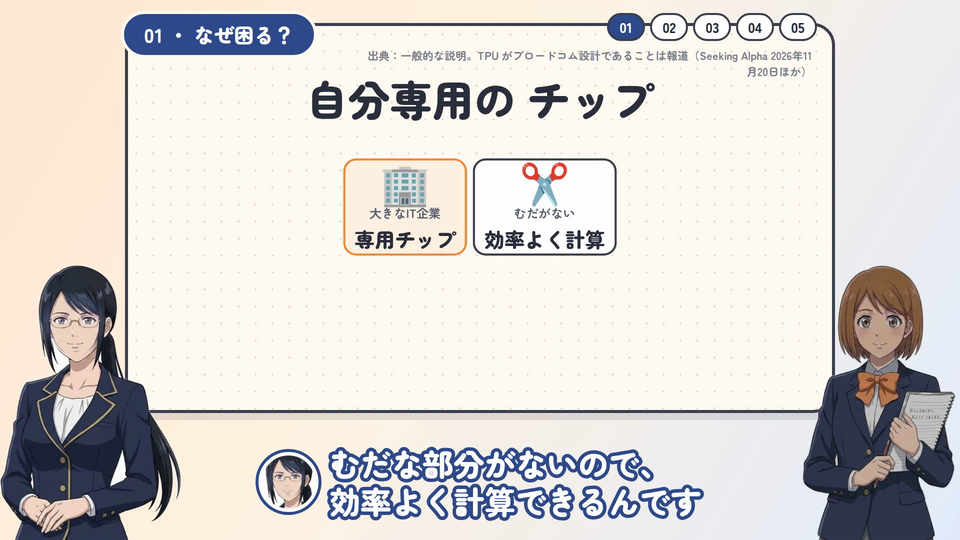 01 ・ なぜ困る？
01 02 03 04 05
出典：一般的な説明。TPU がブロードコム設計であることは報道（Seeking Alpha 2026年11
月20日ほか）
自分専用の チップ
大きなIT企業
専用チップ
むだがない
効率よく計算
むだな部分がないので、
効率よく計算できるんです